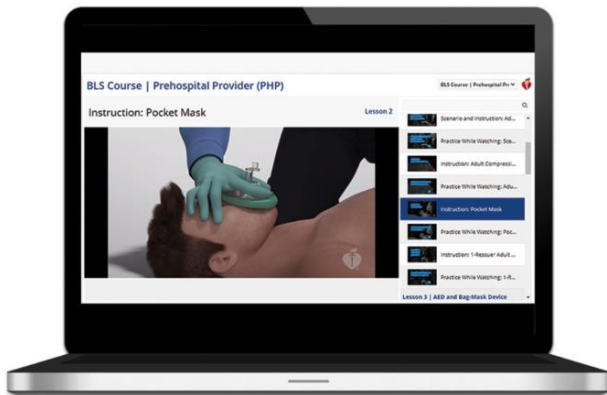 BLS Course | Prehospital Provider (PHP)
BLS Course | Prehospital Pr
Instruction: Pocket Mask
Lesson 2
Scenario and Instruction: Ad...
Practice While Watching: Sce...
Instruction: Adult Compressi...
Practice While Watching: Adu...
Instruction: Pocket Mask
Practice While Watching: Poc...
Instruction: 1-Rescuer Adult ...
Practice While Watching: 1-R...
Lesson 3 | AED and Bag-Mask Device